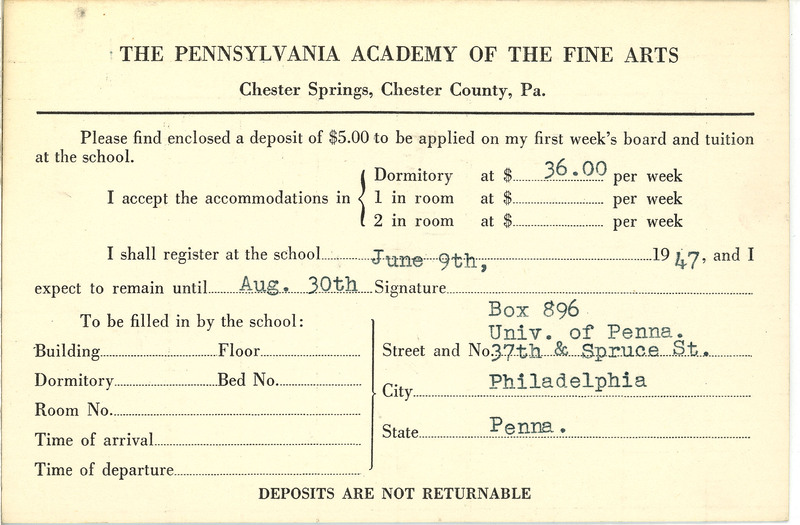 THE PENNSYLVANIA ACADEMY OF THE FINE ARTS
Chester Springs, Chester County, Pa.
Please find enclosed a deposit of $5.00 to be applied on my first week's board and tuition
at the school.
I accept the accommodations in
Dormitory at $ 36.00 per week
1 in room at $ per week
2 in room at $ per week
I shall register at the school June 9th, 1947, and I
expect to remain until Aug. 30th Signature
To be filled in by the school:
Building Floor
Dormitory Bed No.
Room No.
Time of arrival
Time of departure
Box 896
Univ. of Penna.
Street and No. 37th & Spruce St.
City Philadelphia
State Penna.
DEPOSITS ARE NOT RETURNABLE